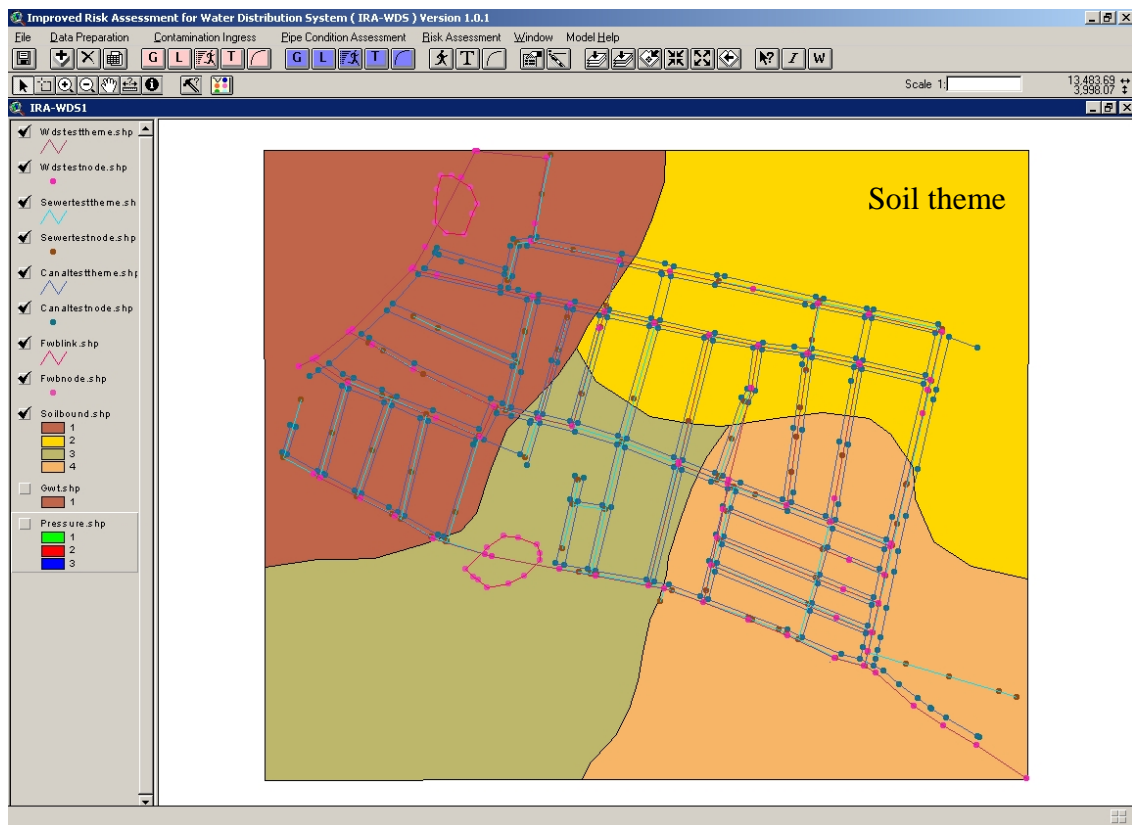 Improved Risk Assessment for Water Distribution System ( IRA-WDS ) Version 1.0.1
File Data Preparation Contamination Ingress Pipe Condition Assessment Risk Assessment Window Model Help
G L T G L T T I W
Scale 1: 13,483.69
3,998.07
IRA-WDS1
Wdstesttheme.shp
Wdstestnode.shp
Sewertesttheme.sh
Sewertestnode.shp
Canaltesttheme.shp
Canaltestnode.shp
Fwblink.shp
Fwbnode.shp
Soilbound.shp
1
2
3
4
Gwt.shp
1
Pressure.shp
1
2
3
Soil theme